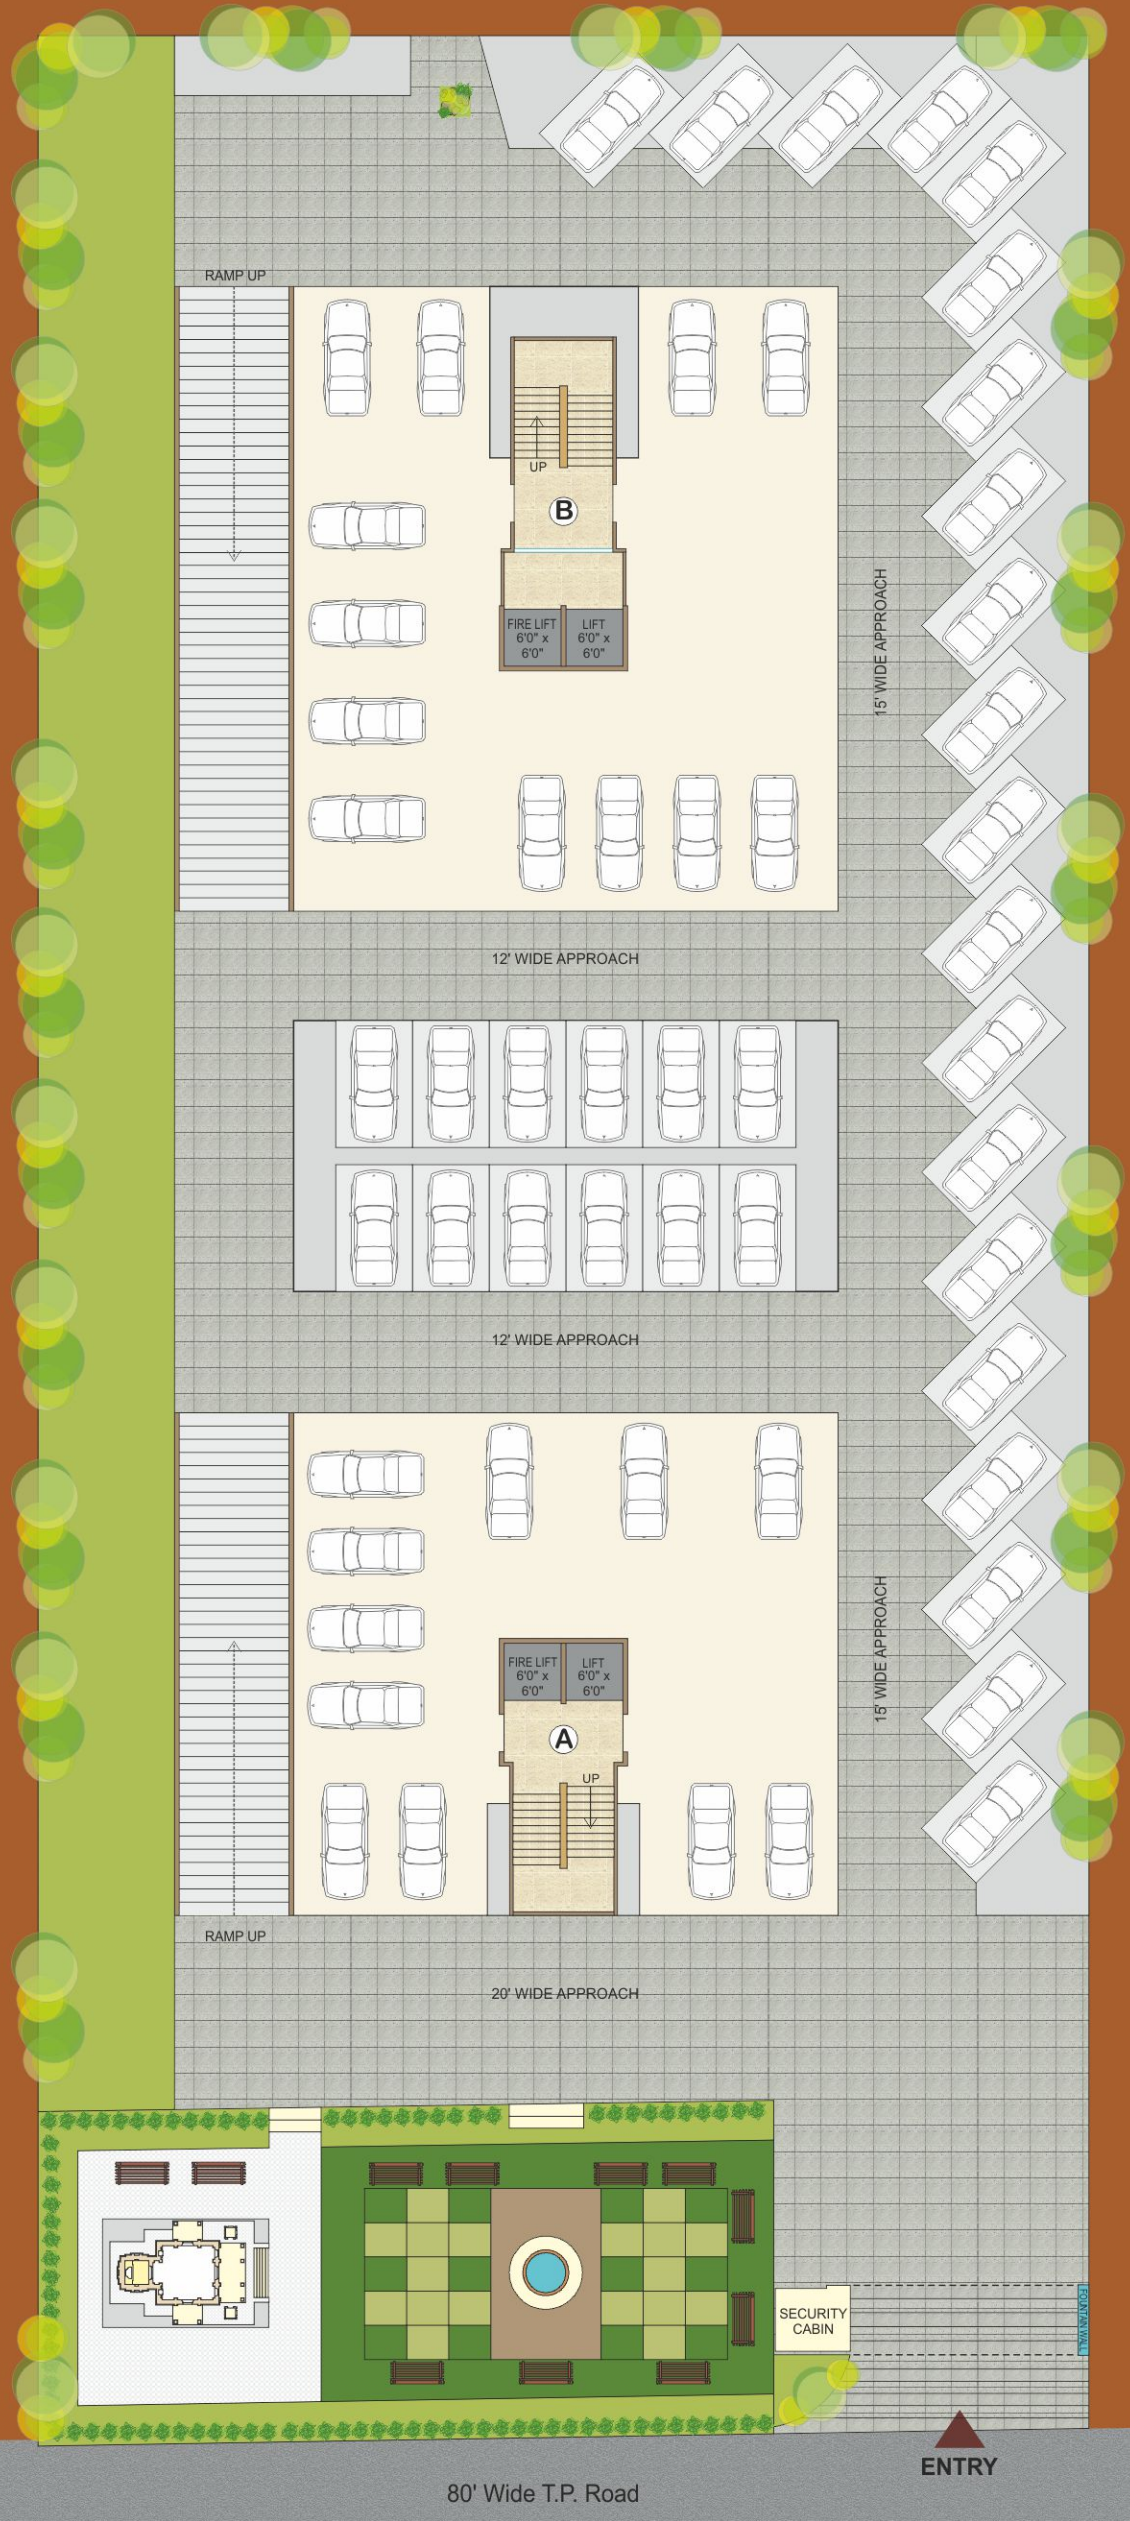 RAMP UP
UP
B
FIRE LIFT
6'0" x
6'0"
LIFT
6'0" x
6'0"
15' WIDE APPROACH
12' WIDE APPROACH
12' WIDE APPROACH
FIRE LIFT
6'0" x
6'0"
LIFT
6'0" x
6'0"
15' WIDE APPROACH
A
UP
RAMP UP
20' WIDE APPROACH
SECURITY
CABIN
FOUNTAIN WALL
ENTRY
80' Wide T.P. Road